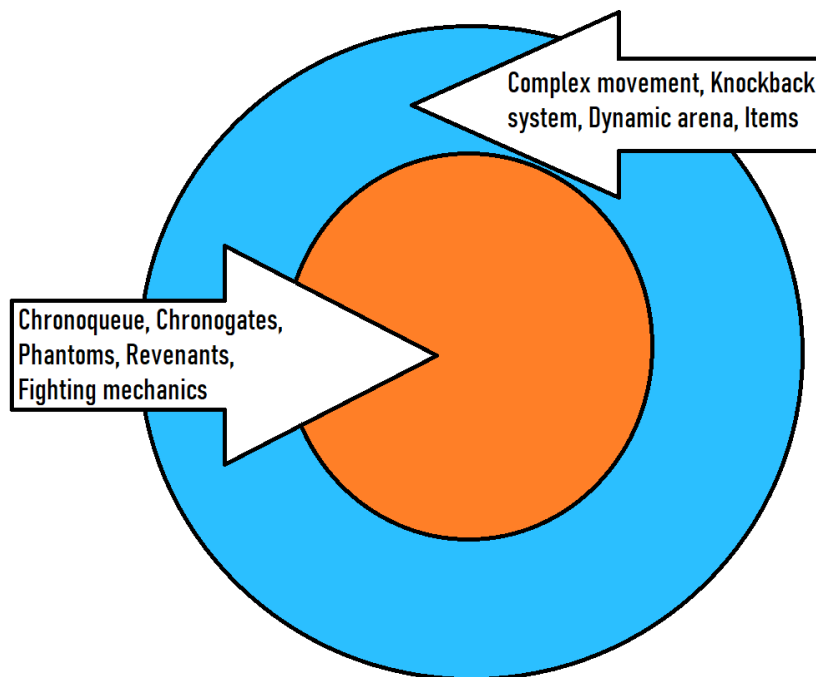 Complex movement, Knockback
system, Dynamic arena, Items
Chronoqueue, Chronogates,
Phantoms, Revenants,
Fighting mechanics